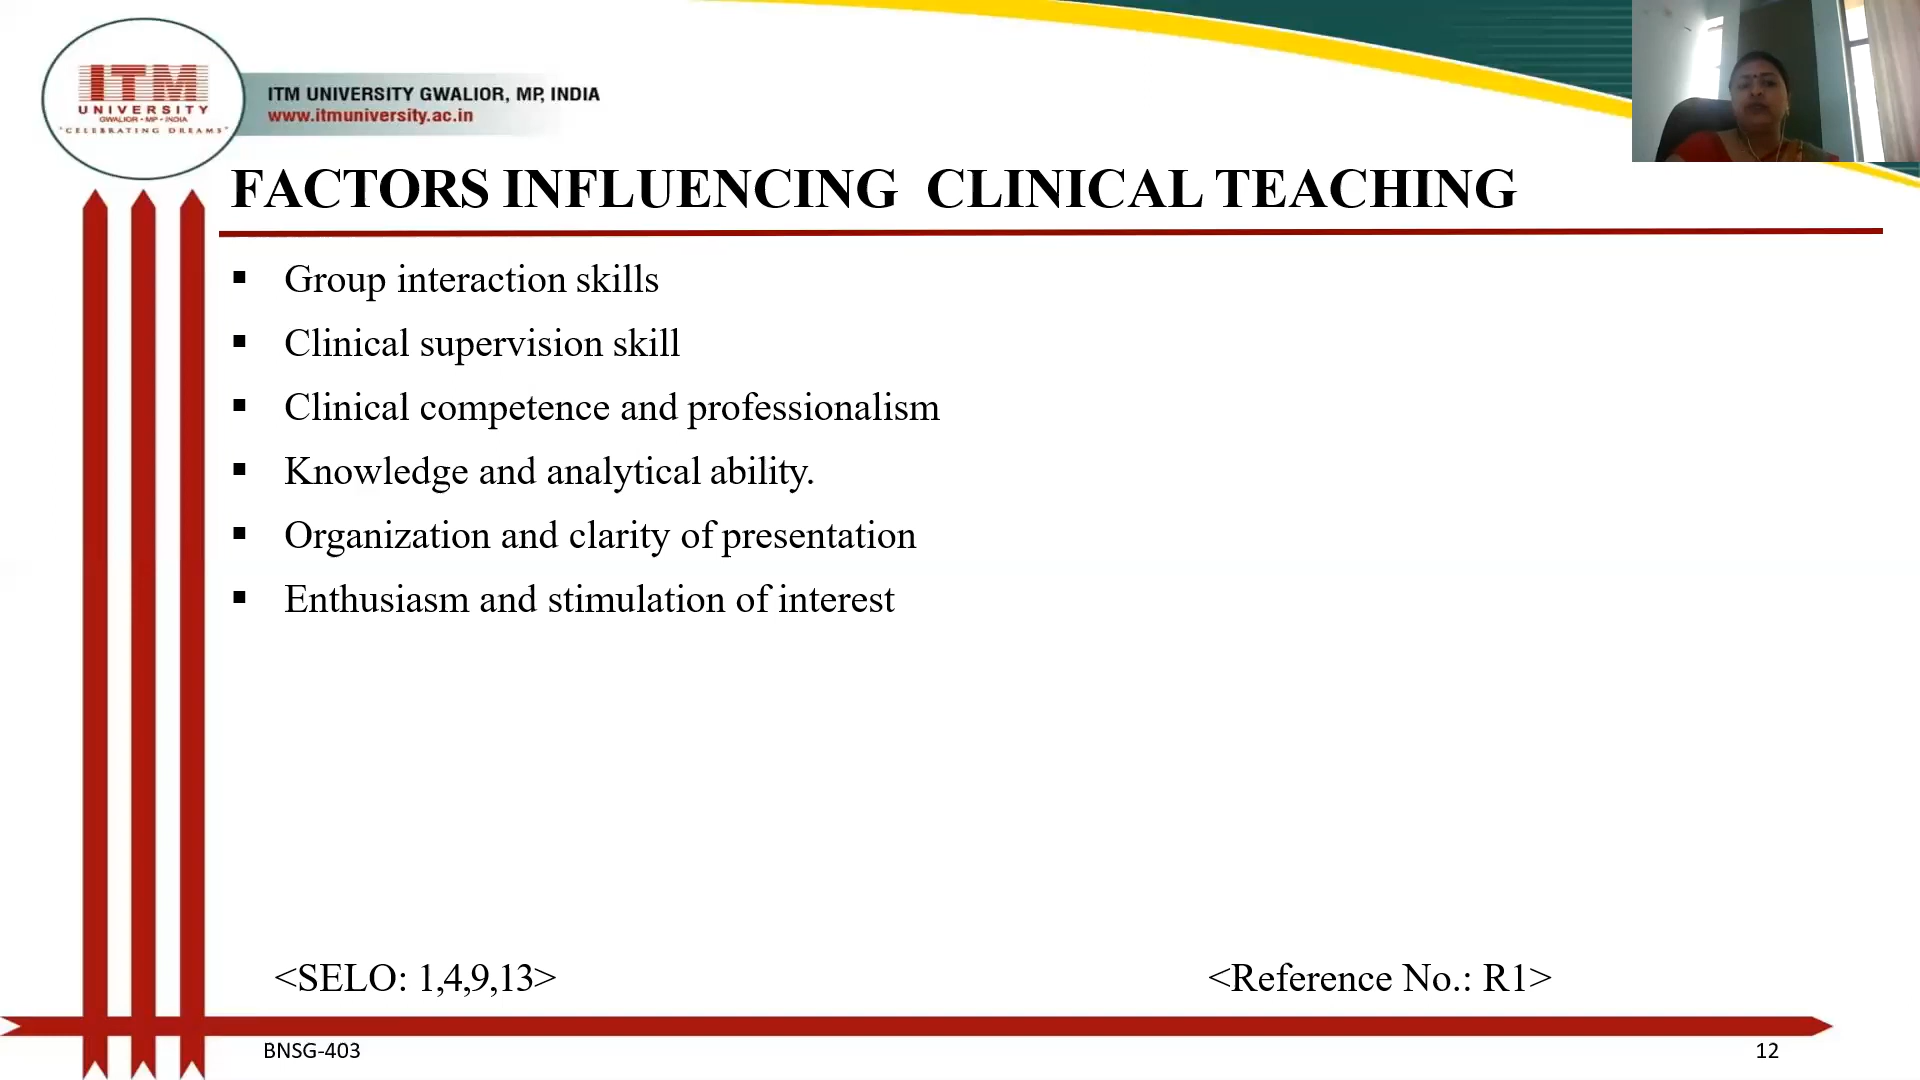 ITM
UNIVERSITY
GWALIOR • MP • INDIA
"CELEBRATING DREAMS"
ITM UNIVERSITY GWALIOR, MP, INDIA
www.itmuniversity.ac.in
FACTORS INFLUENCING CLINICAL TEACHING
▪ Group interaction skills
▪ Clinical supervision skill
▪ Clinical competence and professionalism
▪ Knowledge and analytical ability.
▪ Organization and clarity of presentation
▪ Enthusiasm and stimulation of interest
<SELO: 1,4,9,13>
<Reference No.: R1>
BNSG-403
12